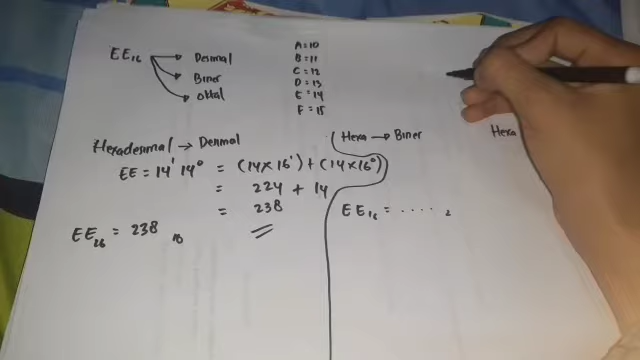 EE₁₆ → Desimal
→ Biner
→ Oktal
A=10
B=11
C=12
D=13
E=14
F=15
Hexadesimal → Desimal
EE = 14¹ 14⁰ = (14×16¹) + (14×16⁰)
= 224 + 14
= 238
EE₁₆ = 238 ₁₀
Hexa → Biner
EE₁₆ = ..... ₂
Hexa